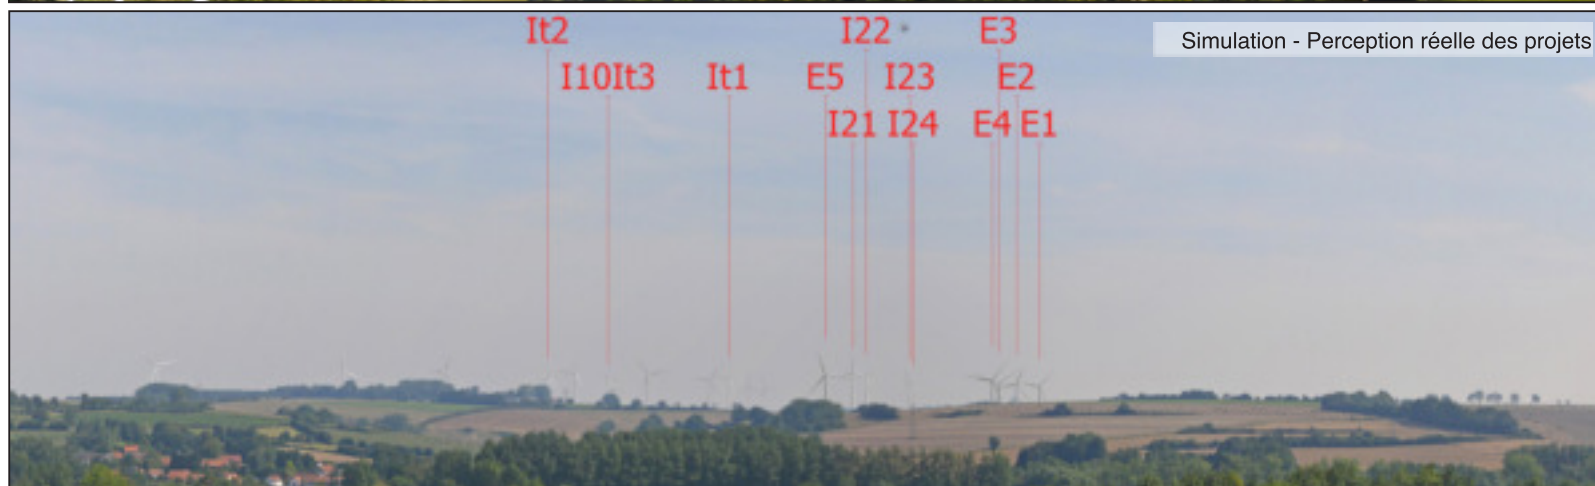 It2 I22 E3
Simulation - Perception réelle des projets
I10It3 It1 E5 I23 E2
I21 I24 E4 E1